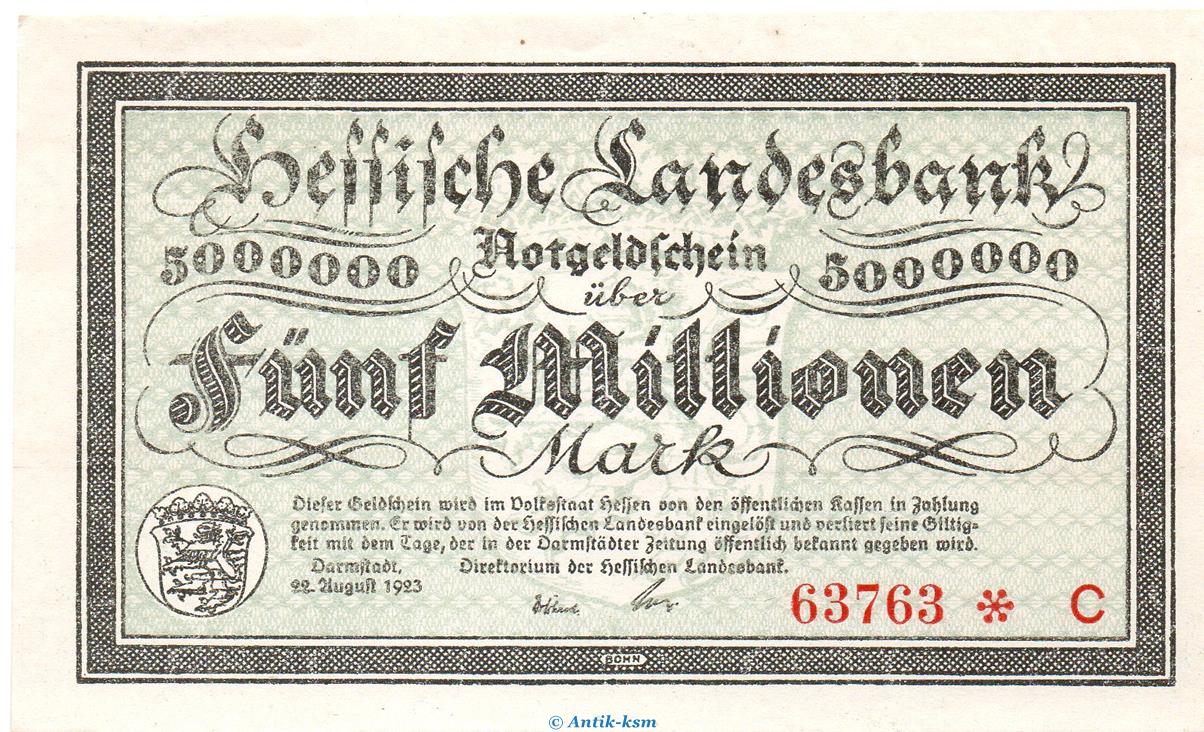 Hessische Landesbank
5000000 Notgeldschein 5000000
über
Fünf Millionen
Mark
Dieser Geldschein wird im Volksstaat Hessen von den öffentlichen Kassen in Zahlung
genommen. Er wird von der Hessischen Landesbank eingelöst und verliert seine Giltig-
keit mit dem Tage, der in der Darmstädter Zeitung öffentlich bekannt gegeben wird.
Darmstadt, Direktorium der Hessischen Landesbank.
22. August 1923
63763 * C
BOHN
© Antik-ksm